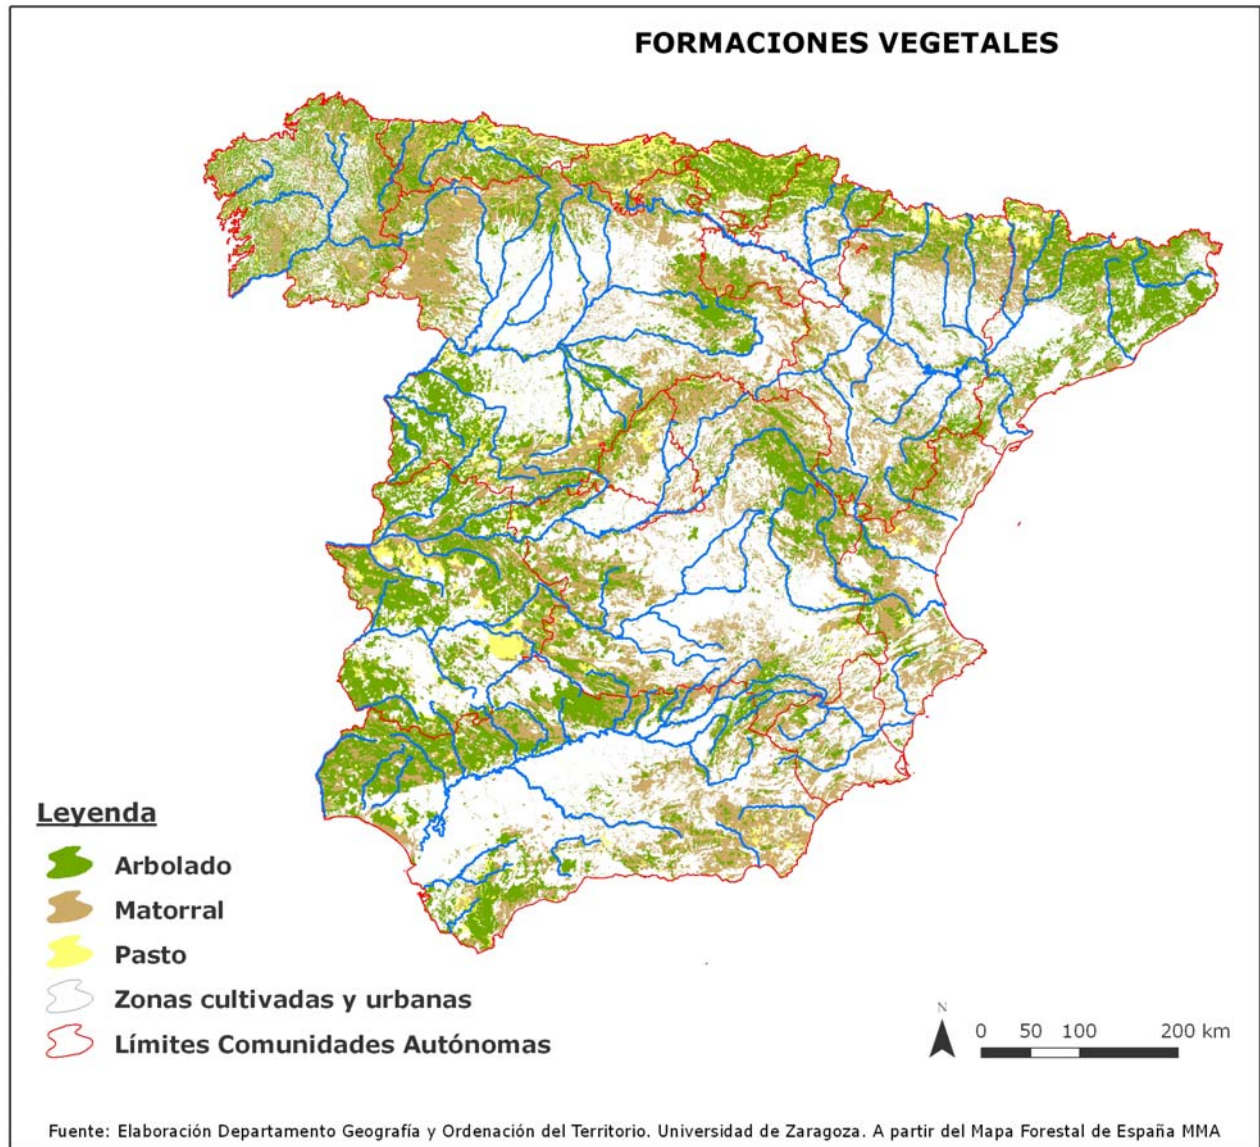 FORMACIONES VEGETALES
Leyenda
Arbolado
Matorral
Pasto
Zonas cultivadas y urbanas
Límites Comunidades Autónomas
N
0 50 100 200 km
Fuente: Elaboración Departamento Geografía y Ordenación del Territorio. Universidad de Zaragoza. A partir del Mapa Forestal de España MMA